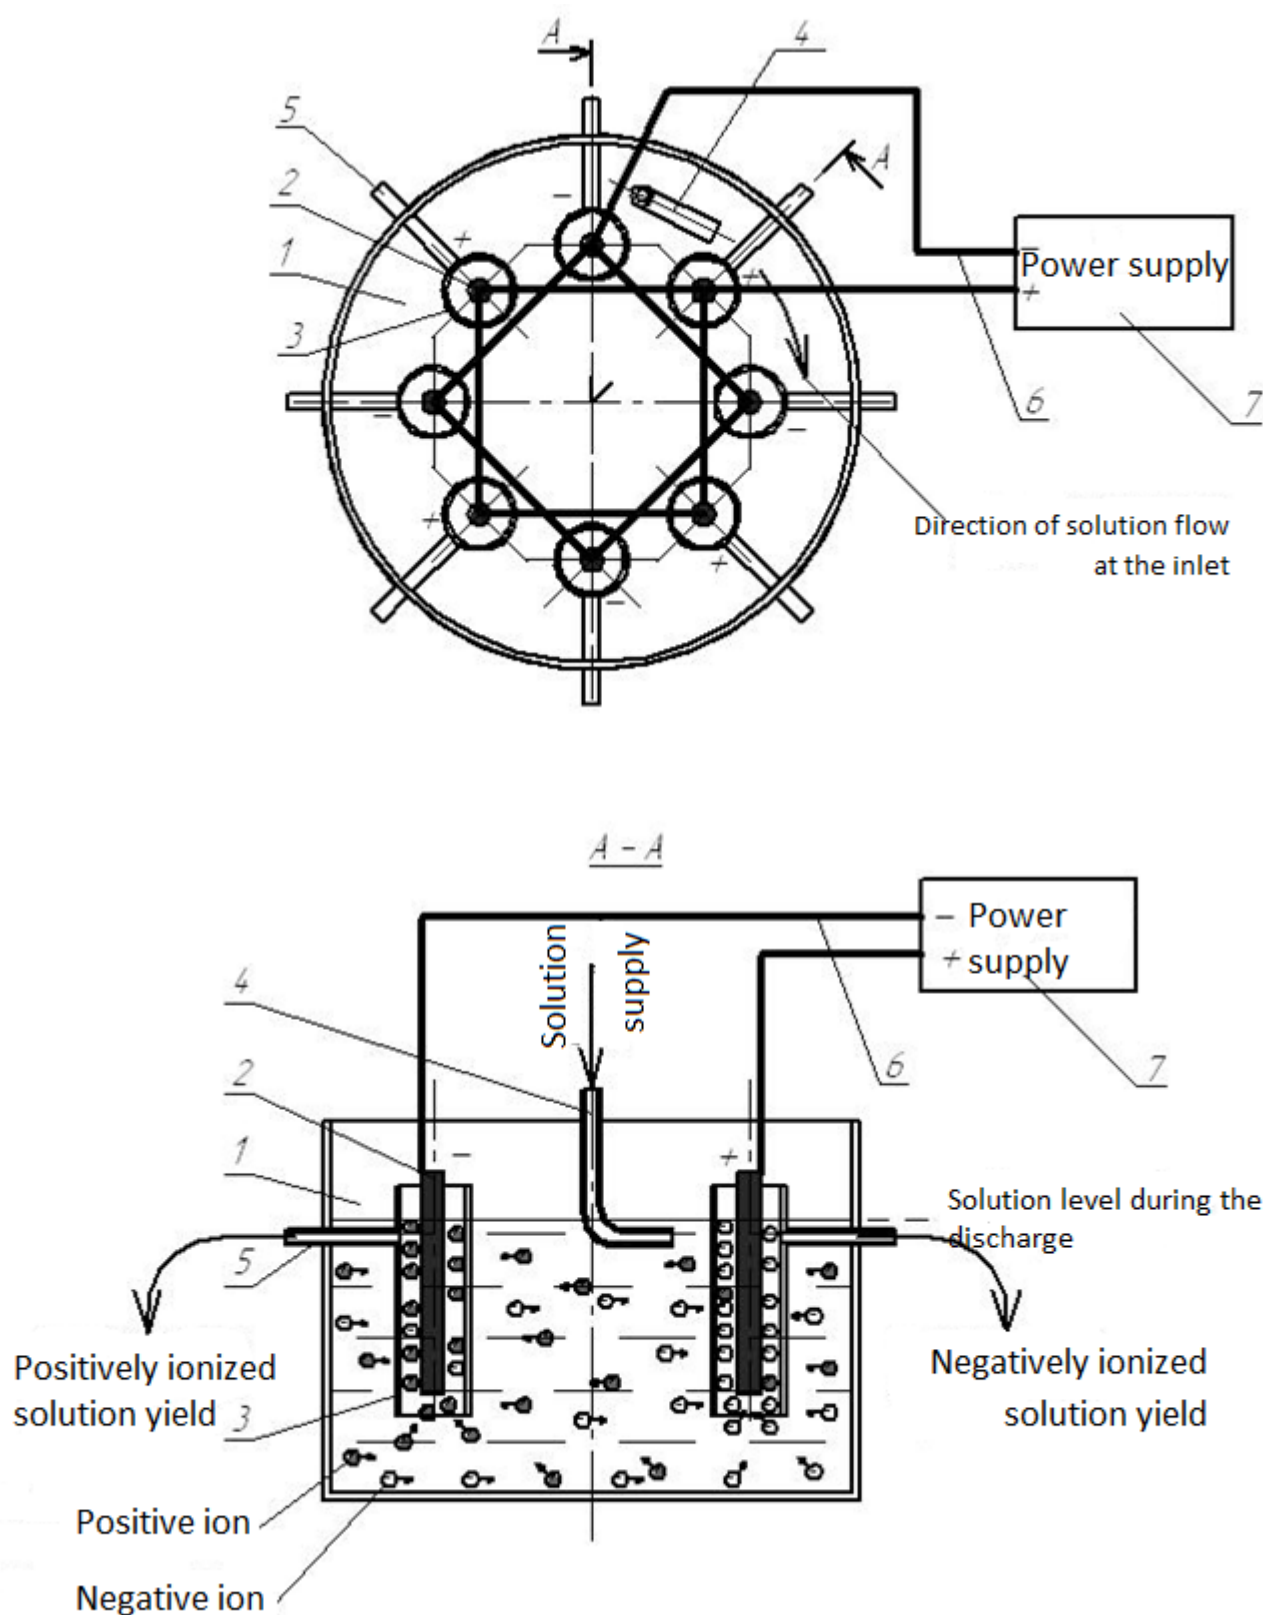 A
4
5
A
2
+
−
1
−
Power supply
+
+
3
6
7
−
−
+
+
−
Direction of solution flow
at the inlet
A − A
− Power
+ supply
Solution
supply
4
6
7
2
1
−
+
Solution level during the
discharge
5
Positively ionized
solution yield
3
Negatively ionized
solution yield
Positive ion
Negative ion